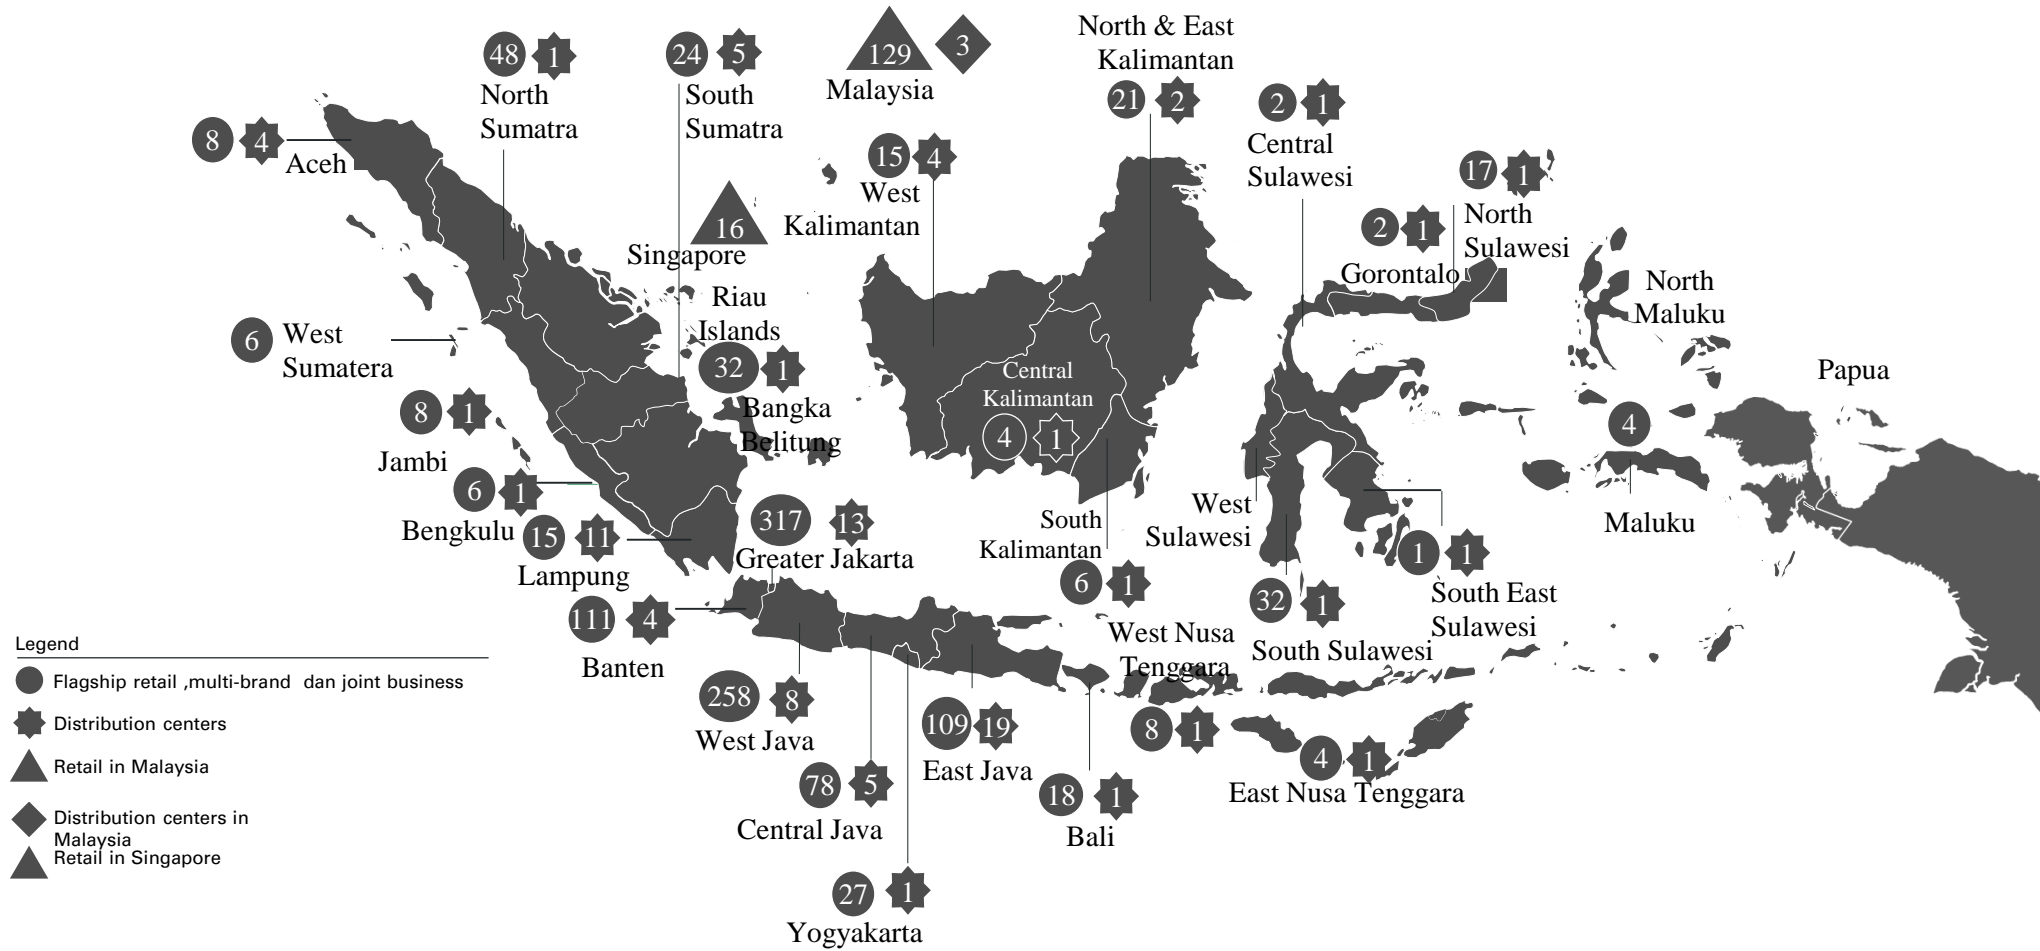 48 1
North
Sumatra
24 5
South
Sumatra
129 3
Malaysia
North & East
Kalimantan
21 2
2 1
Central
Sulawesi
8 4
Aceh
15 4
West
Kalimantan
17 1
North
Sulawesi
16
Singapore
2 1
Gorontalo
Riau
Islands
32 1
Bangka
Belitung
North
Maluku
6 West
Sumatera
Central
Kalimantan
4 1
Papua
8 1
Jambi
4
Maluku
6 1
Bengkulu
15 11
Lampung
317 13
Greater Jakarta
South
Kalimantan
6 1
West
Sulawesi
1 1
South East
Sulawesi
32 1
South Sulawesi
111 4
Banten
West Nusa
Tenggara
8 1
258 8
West Java
109 19
East Java
4 1
East Nusa Tenggara
78 5
Central Java
18 1
Bali
27 1
Yogyakarta
Legend
Flagship retail ,multi-brand dan joint business
Distribution centers
Retail in Malaysia
Distribution centers in
Malaysia
Retail in Singapore